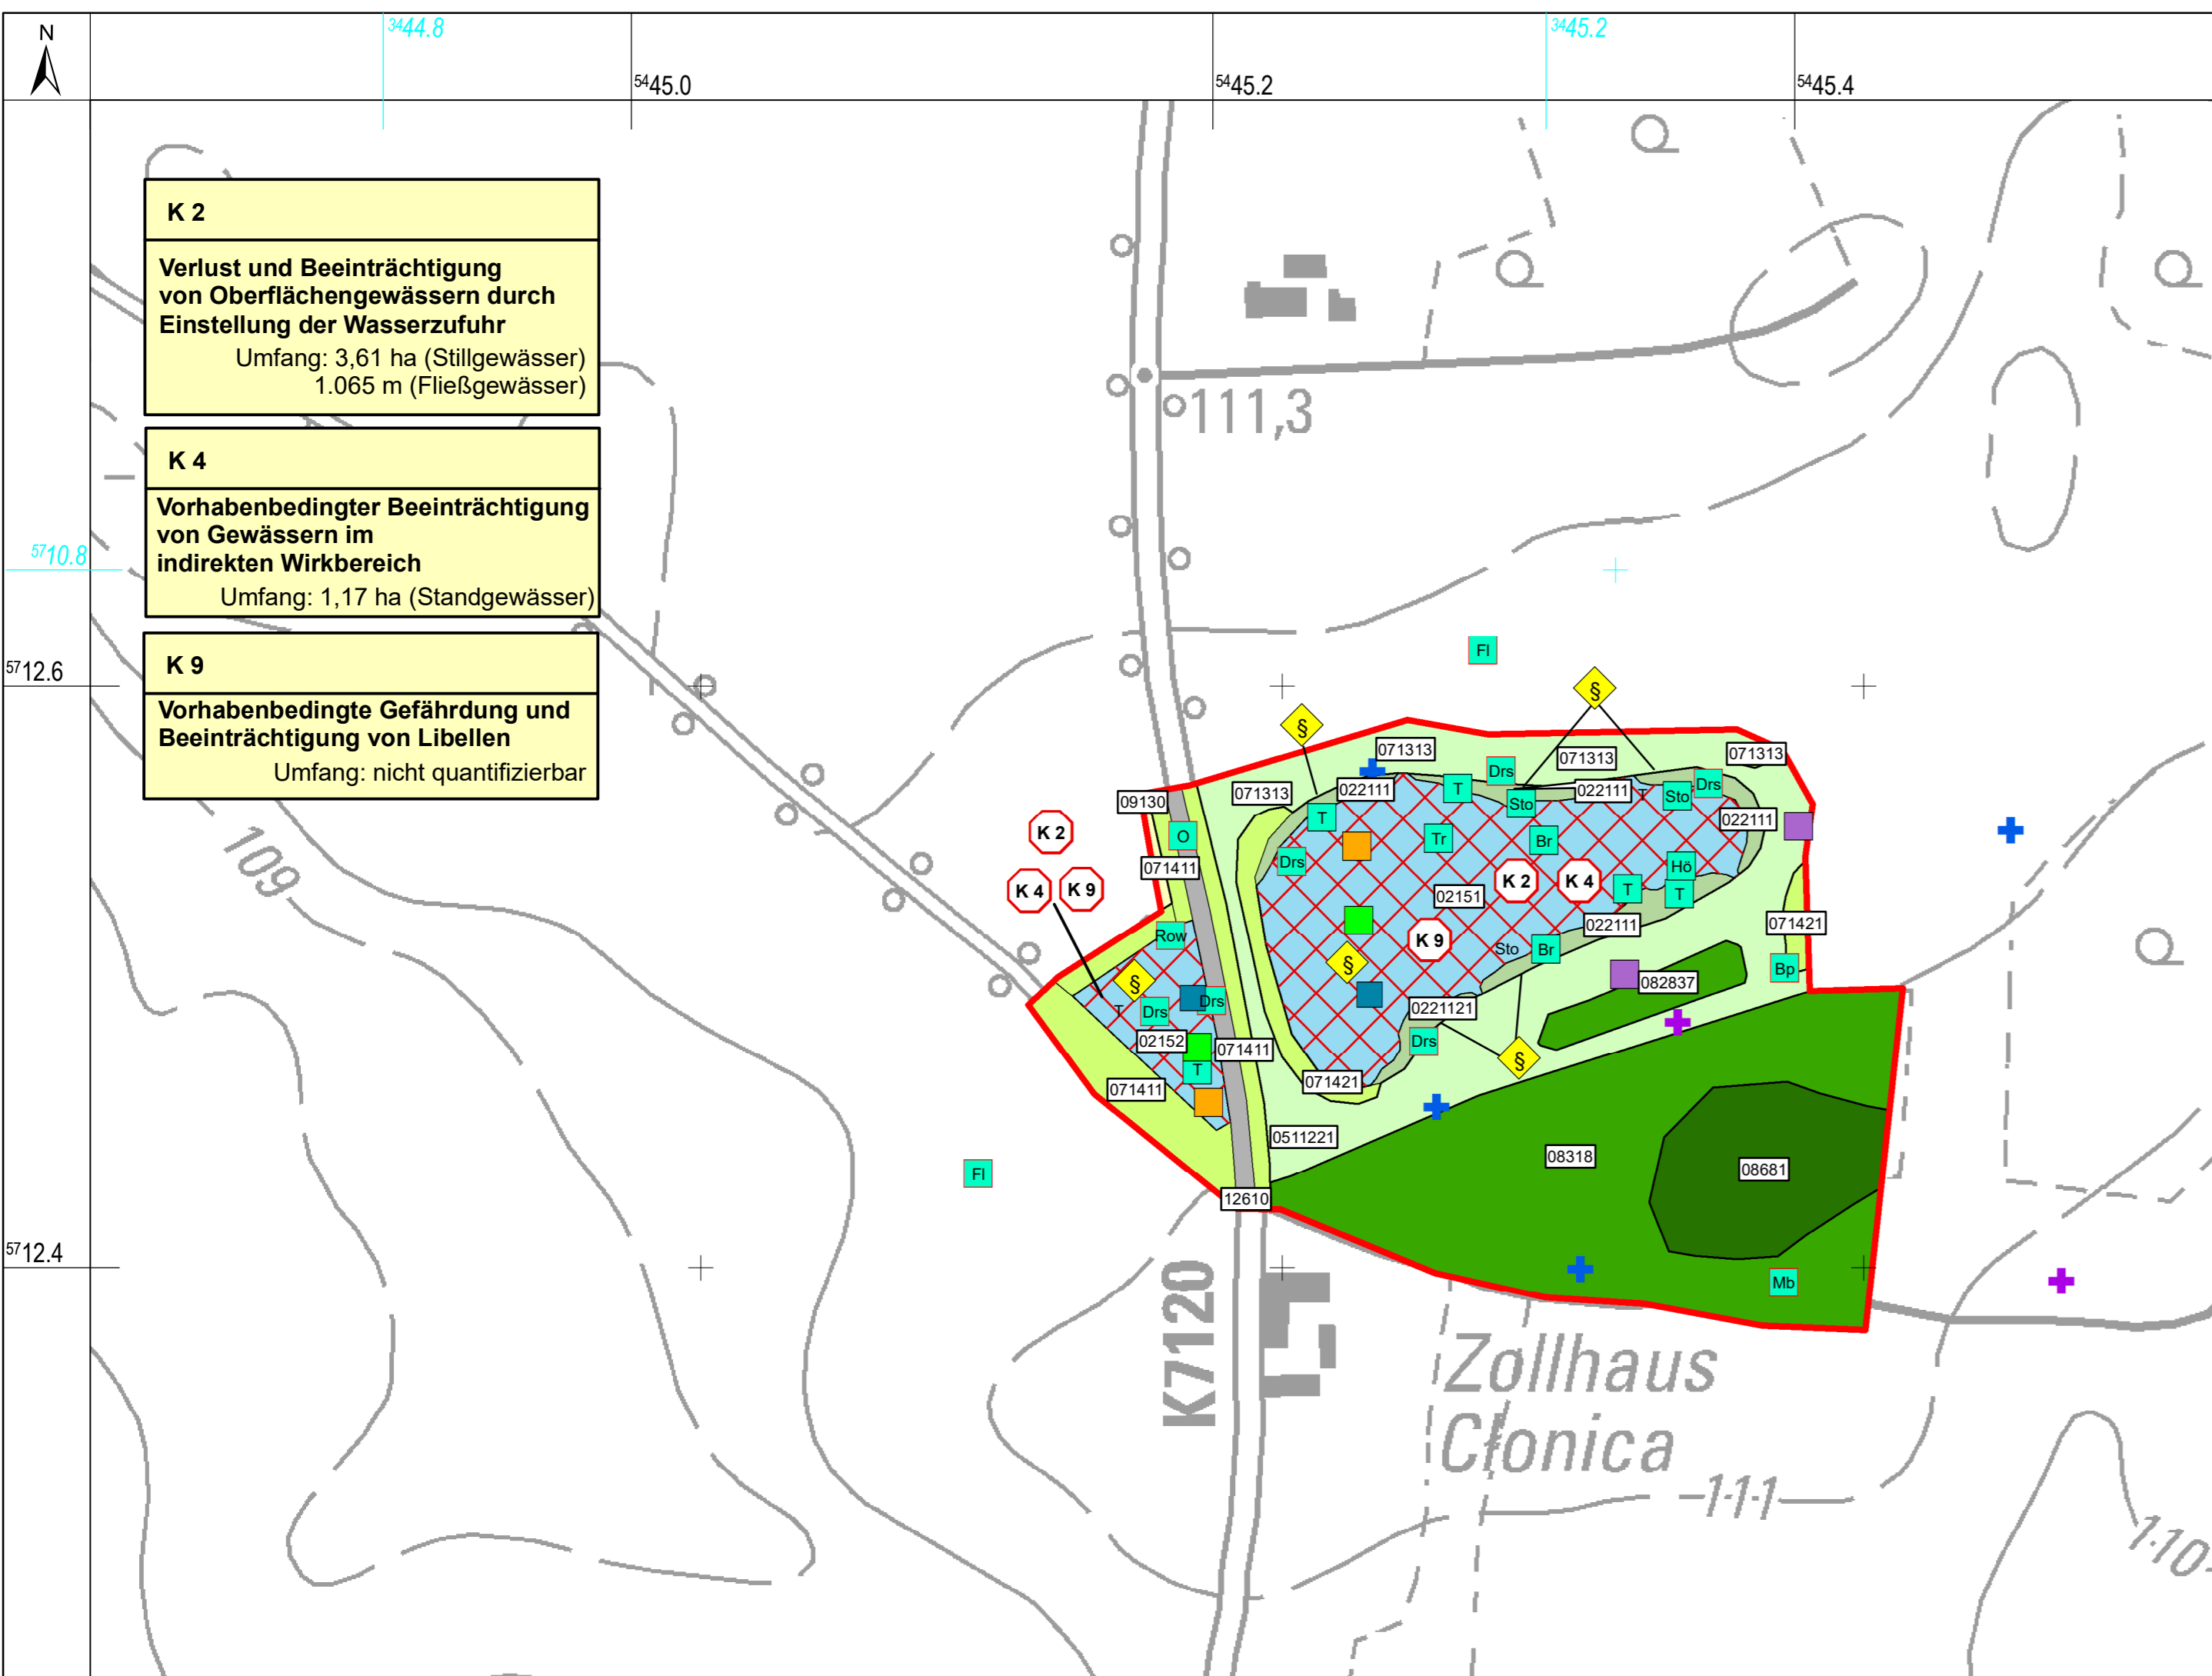 N
3444.8
3445.2
5445.0
5445.2
5445.4
K 2
Verlust und Beeinträchtigung
von Oberflächengewässern durch
Einstellung der Wasserzufuhr
Umfang: 3,61 ha (Stillgewässer)
1.065 m (Fließgewässer)
111,3
K 4
Vorhabenbedingter Beeinträchtigung
von Gewässern im
indirekten Wirkbereich
Umfang: 1,17 ha (Standgewässer)
5710.8
K 9
Vorhabenbedingte Gefährdung und
Beeinträchtigung von Libellen
Umfang: nicht quantifizierbar
5712.6
Fl
§
§
071313
071313
071313
Drs
071313
022111
T
022111
T
Sto
Drs
09130
Sto
T
022111
K 2
O
Tr
Br
109
071411
Drs
Hö
K 4
K 9
02151
K 2
K 4
T
T
Row
K 9
022111
071421
Sto
Br
§
§
Bp
082837
T
Drs
Drs
0221121
02152
071411
Drs
§
T
071411
071421
0511221
08318
08681
Fl
12610
5712.4
Mb
K7120
Zollhaus
Clonica
111
110